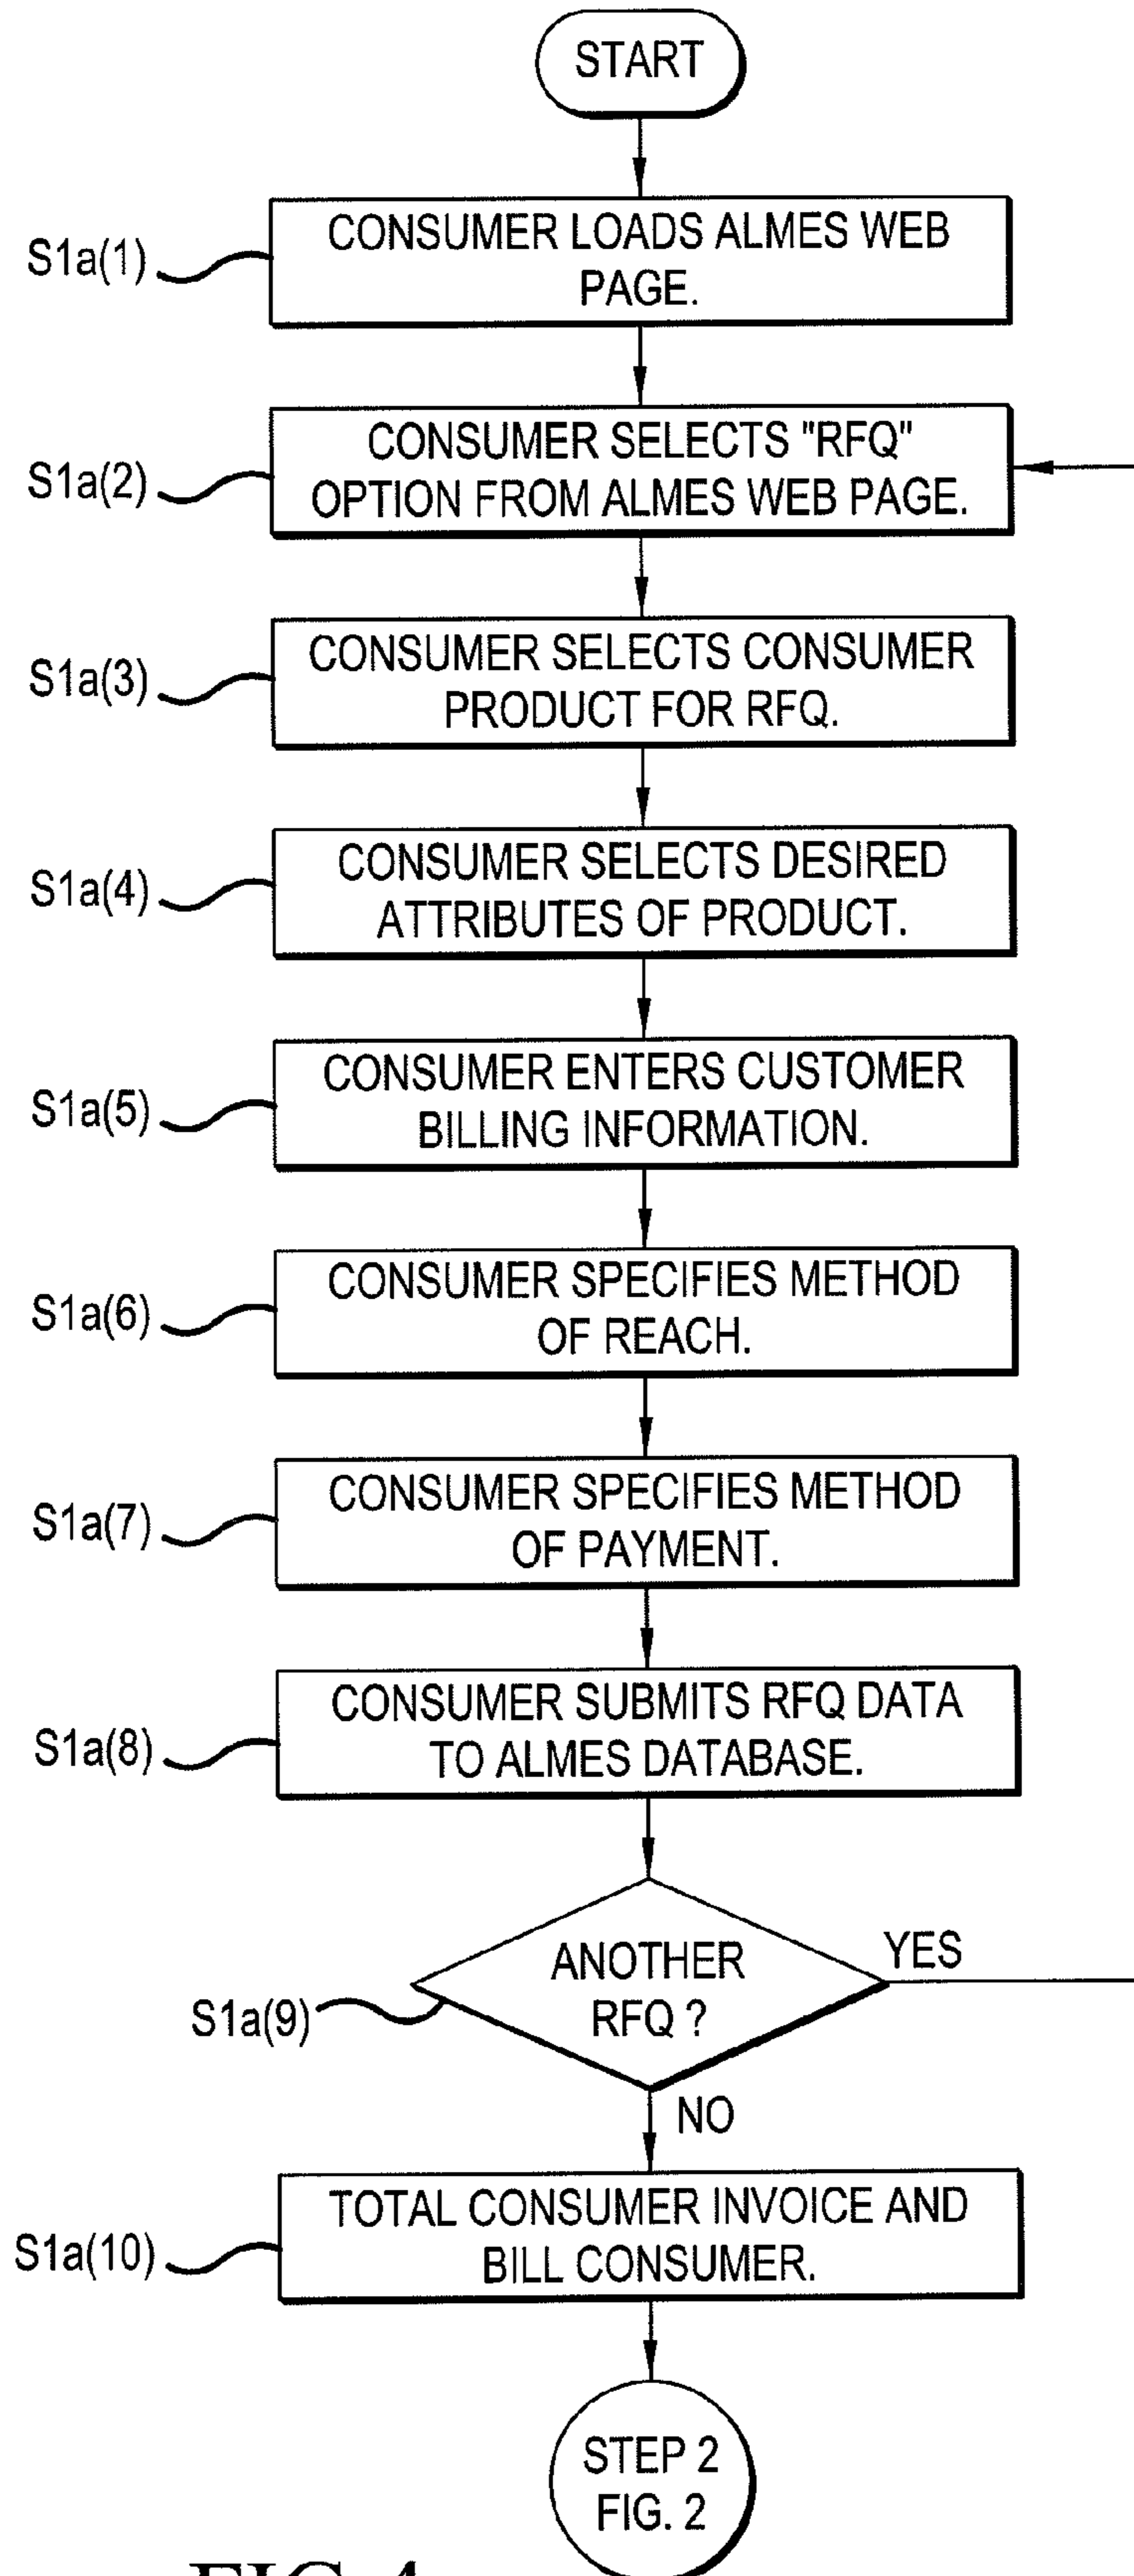 START
S1a(1)
CONSUMER LOADS ALMES WEB
PAGE.
S1a(2)
CONSUMER SELECTS "RFQ"
OPTION FROM ALMES WEB PAGE.
S1a(3)
CONSUMER SELECTS CONSUMER
PRODUCT FOR RFQ.
S1a(4)
CONSUMER SELECTS DESIRED
ATTRIBUTES OF PRODUCT.
S1a(5)
CONSUMER ENTERS CUSTOMER
BILLING INFORMATION.
S1a(6)
CONSUMER SPECIFIES METHOD
OF REACH.
S1a(7)
CONSUMER SPECIFIES METHOD
OF PAYMENT.
S1a(8)
CONSUMER SUBMITS RFQ DATA
TO ALMES DATABASE.
S1a(9)
ANOTHER
RFQ ?
YES
NO
S1a(10)
TOTAL CONSUMER INVOICE AND
BILL CONSUMER.
STEP 2
FIG. 2